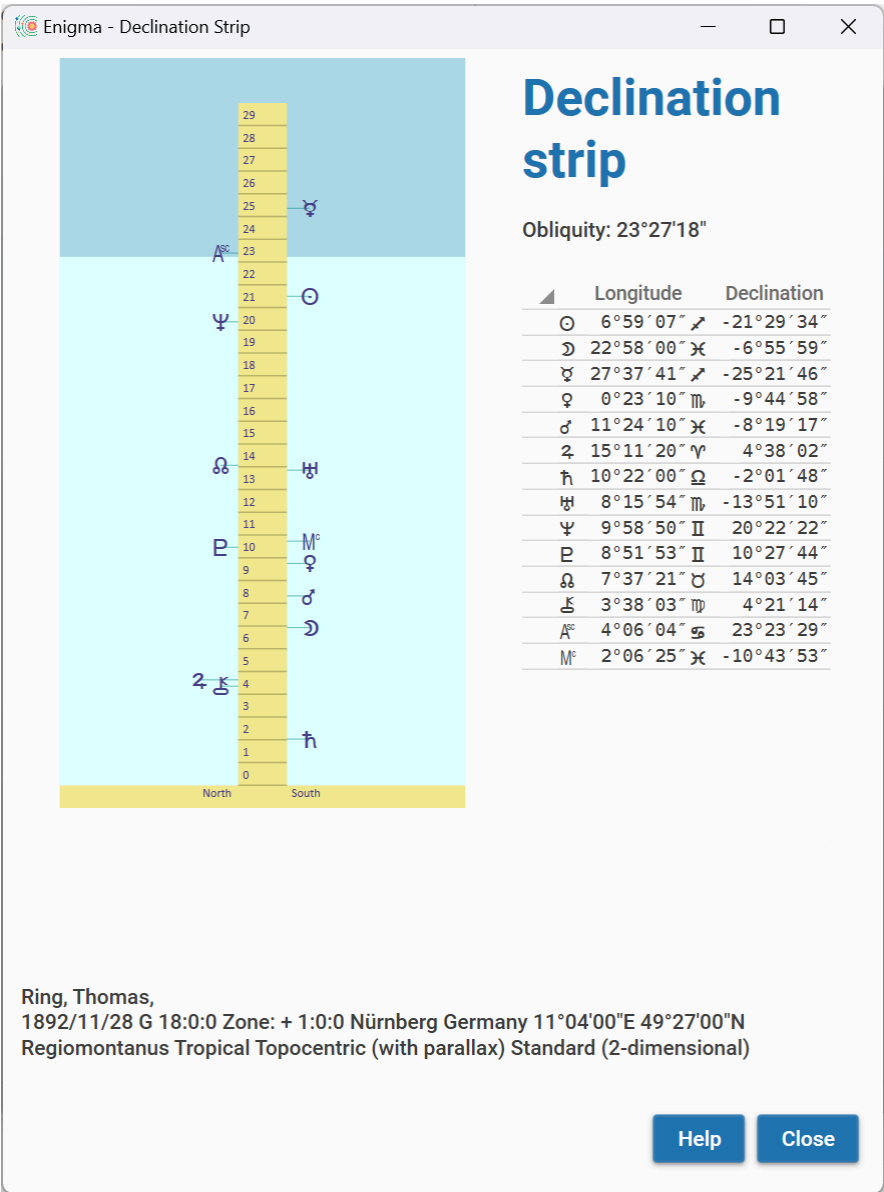 Enigma - Declination Strip
29
28
27
26
25
24
23
22
21
20
19
18
17
16
15
14
13
12
11
10
9
8
7
6
5
4
3
2
1
0
☿
Asc
☉
♆
☊
♅
Mc
♇
♀
♂
☽
♃ ⚷
♄
North South
Declination
strip
Obliquity: 23°27'18"
Longitude Declination
☉ 6°59′07″ ♐ -21°29′34″
☽ 22°58′00″ ♓ -6°55′59″
☿ 27°37′41″ ♐ -25°21′46″
♀ 0°23′10″ ♏ -9°44′58″
♂ 11°24′10″ ♓ -8°19′17″
♃ 15°11′20″ ♈ 4°38′02″
♄ 10°22′00″ ♎ -2°01′48″
♅ 8°15′54″ ♏ -13°51′10″
♆ 9°58′50″ ♊ 20°22′22″
♇ 8°51′53″ ♊ 10°27′44″
☊ 7°37′21″ ♉ 14°03′45″
⚷ 3°38′03″ ♍ 4°21′14″
Asc 4°06′04″ ♋ 23°23′29″
Mc 2°06′25″ ♓ -10°43′53″
Ring, Thomas,
1892/11/28 G 18:0:0 Zone: + 1:0:0 Nürnberg Germany 11°04'00"E 49°27'00"N
Regiomontanus Tropical Topocentric (with parallax) Standard (2-dimensional)
Help Close